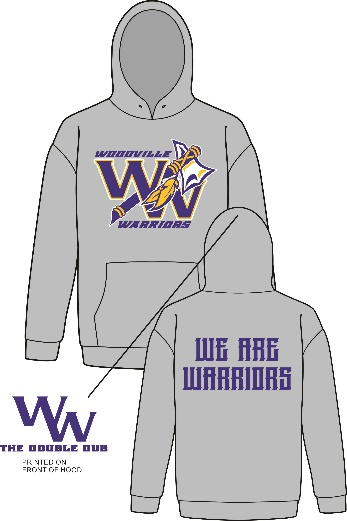 WOODVILLE
WW
WARRIORS
WE ARE
WARRIORS
WW
THE DOUBLE DUB
PRINTED ON
FRONT OF HOOD